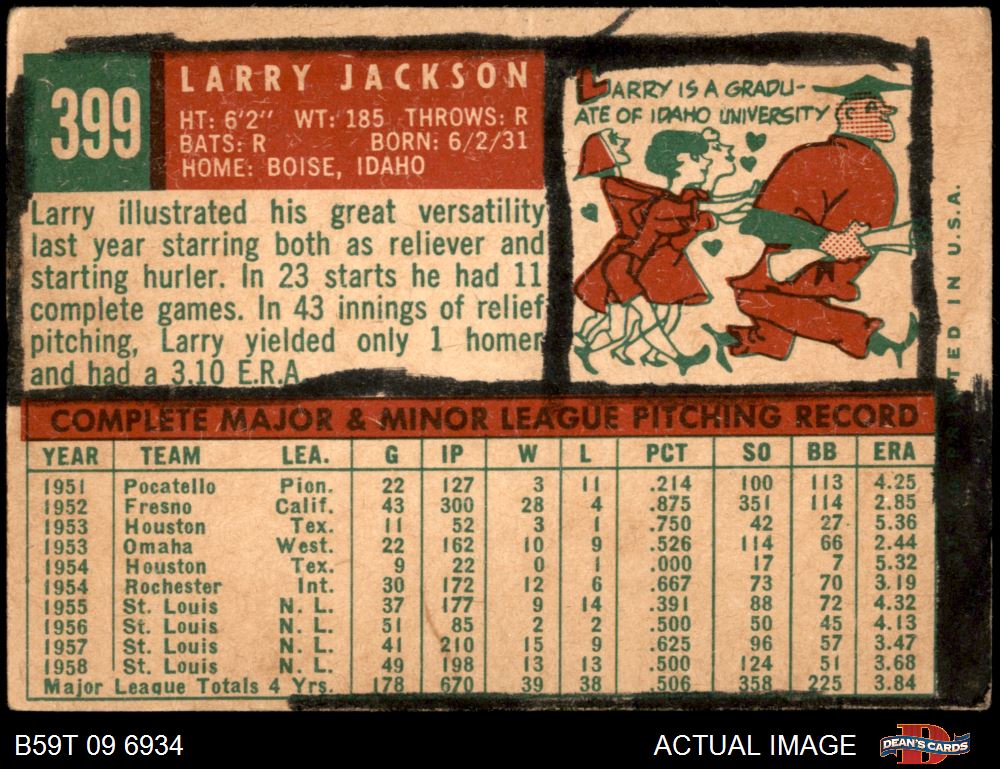 399
LARRY JACKSON
HT: 6'2" WT: 185 THROWS: R
BATS: R BORN: 6/2/31
HOME: BOISE, IDAHO
LARRY IS A GRADU-
ATE OF IDAHO UNIVERSITY
Larry illustrated his great versatility
last year starring both as reliever and
starting hurler. In 23 starts he had 11
complete games. In 43 innings of relief
pitching, Larry yielded only 1 homer
and had a 3.10 E.R.A.
TED IN U.S.A.
COMPLETE MAJOR & MINOR LEAGUE PITCHING RECORD
YEAR TEAM LEA. G IP W L PCT SO BB ERA
1951 Pocatello Pion. 22 127 3 11 .214 100 113 4.25
1952 Fresno Calif. 43 300 28 4 .875 351 114 2.85
1953 Houston Tex. 11 52 3 1 .750 42 27 5.36
1953 Omaha West. 22 162 10 9 .526 114 66 2.44
1954 Houston Tex. 9 22 0 1 .000 17 7 5.32
1954 Rochester Int. 30 172 12 6 .667 73 70 3.19
1955 St. Louis N. L. 37 177 9 14 .391 88 72 4.32
1956 St. Louis N. L. 51 85 2 2 .500 50 45 4.13
1957 St. Louis N. L. 41 210 15 9 .625 96 57 3.47
1958 St. Louis N. L. 49 198 13 13 .500 124 51 3.68
Major League Totals 4 Yrs. 178 670 39 38 .506 358 225 3.84
B59T 09 6934
ACTUAL IMAGE
DEAN'S CARDS